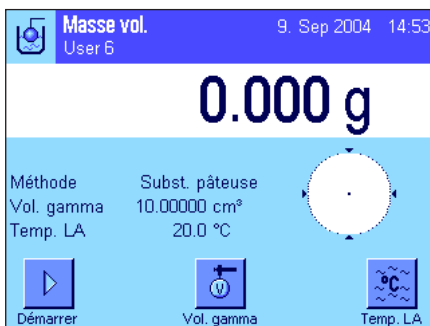 Masse vol. 9. Sep 2004 14:53
User 6
0.000 g
Méthode Subst. pâteuse
Vol. gamma 10.00000 cm³
Temp. LA 20.0 °C
V °C
Démarrer Vol. gamma Temp. LA